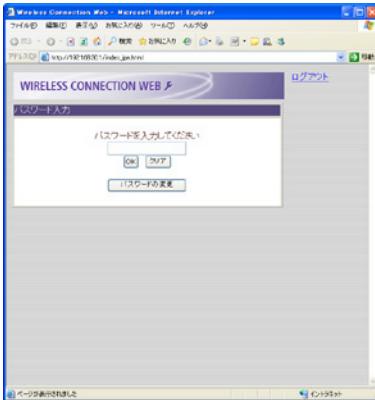 Wireless Connection Web - Microsoft Internet Explorer
ファイル(F) 編集(E) 表示(V) お気に入り(A) ツール(T) ヘルプ(H)
検索 お気に入り
アドレス(D)
移動
WIRELESS CONNECTION WEB
ログアウト
パスワード入力
パスワードを入力してください
OK クリア
パスワードの変更
ページが表示されました
イントラネット